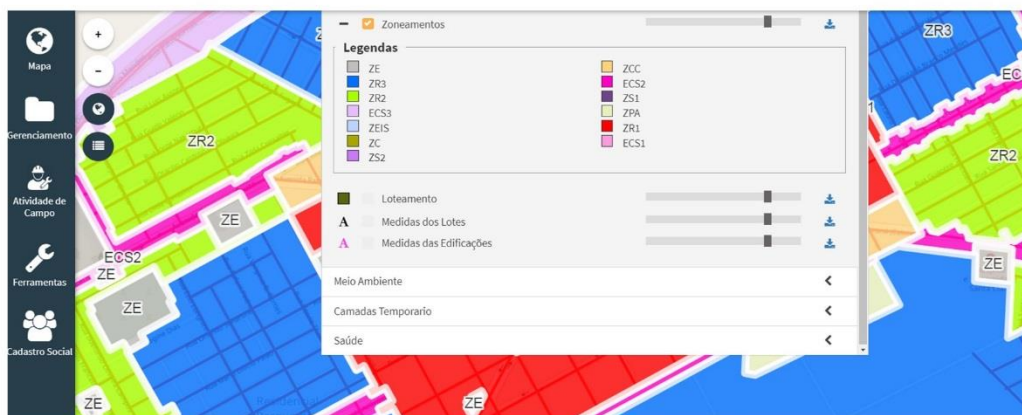 Mapa
Gerenciamento
Atividade de
Campo
Ferramentas
Cadastro Social
+
-
Zoneamentos
Legendas
ZE
ZR3
ZR2
ECS3
ZEIS
ZC
ZS2
ZCC
ECS2
ZS1
ZPA
ZR1
ECS1
Loteamento
A Medidas dos Lotes
A Medidas das Edificações
Meio Ambiente
Camadas Temporario
Saúde
ZR2
ZE
ECS2
ZE
ZE
ZE
ZE
ZR3
ZR2
ZE
Residencial